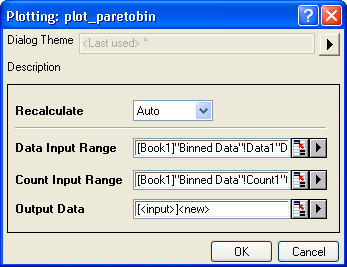 Plotting: plot_paretobin
Dialog Theme <Last used> *
Description
Recalculate Auto
Data Input Range [Book1]"Binned Data"!Data1"D
Count Input Range [Book1]"Binned Data"!Count1"
Output Data [<input>]<new>
OK Cancel